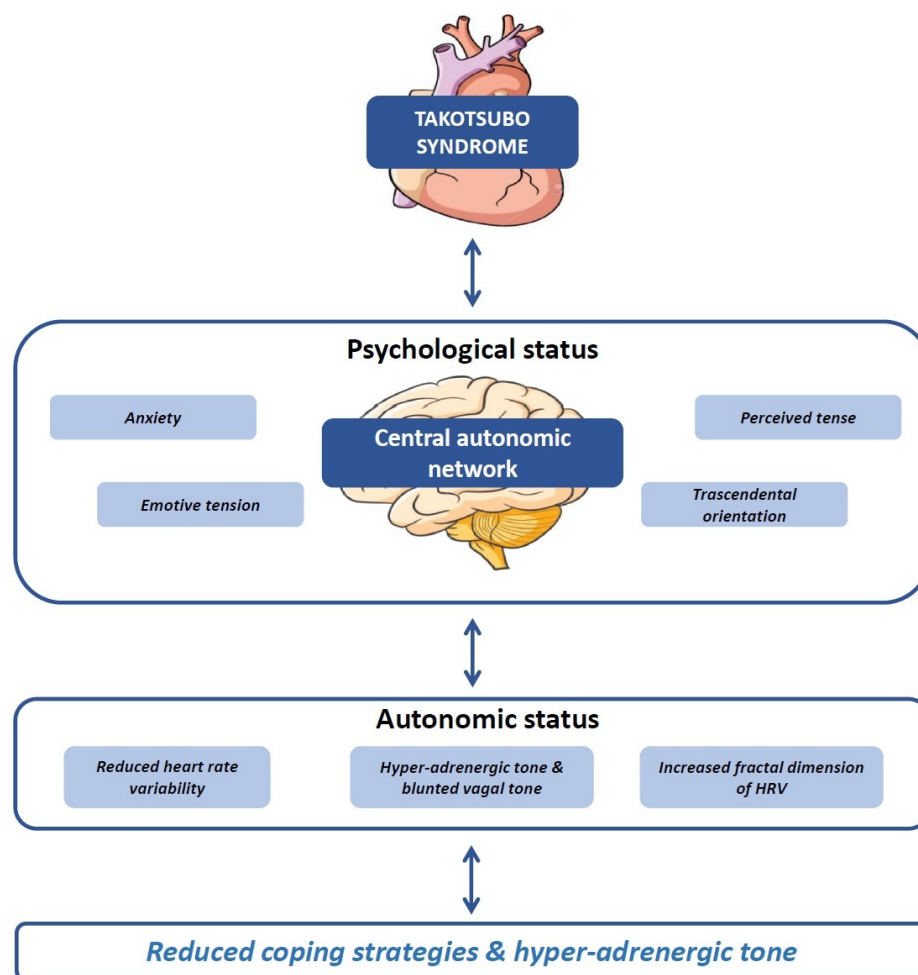 TAKOTSUBO
SYNDROME
Psychological status
Anxiety
Perceived tense
Central autonomic
network
Emotive tension
Trascendental
orientation
Autonomic status
Reduced heart rate
variability
Hyper-adrenergic tone &
blunted vagal tone
Increased fractal dimension
of HRV
Reduced coping strategies & hyper-adrenergic tone